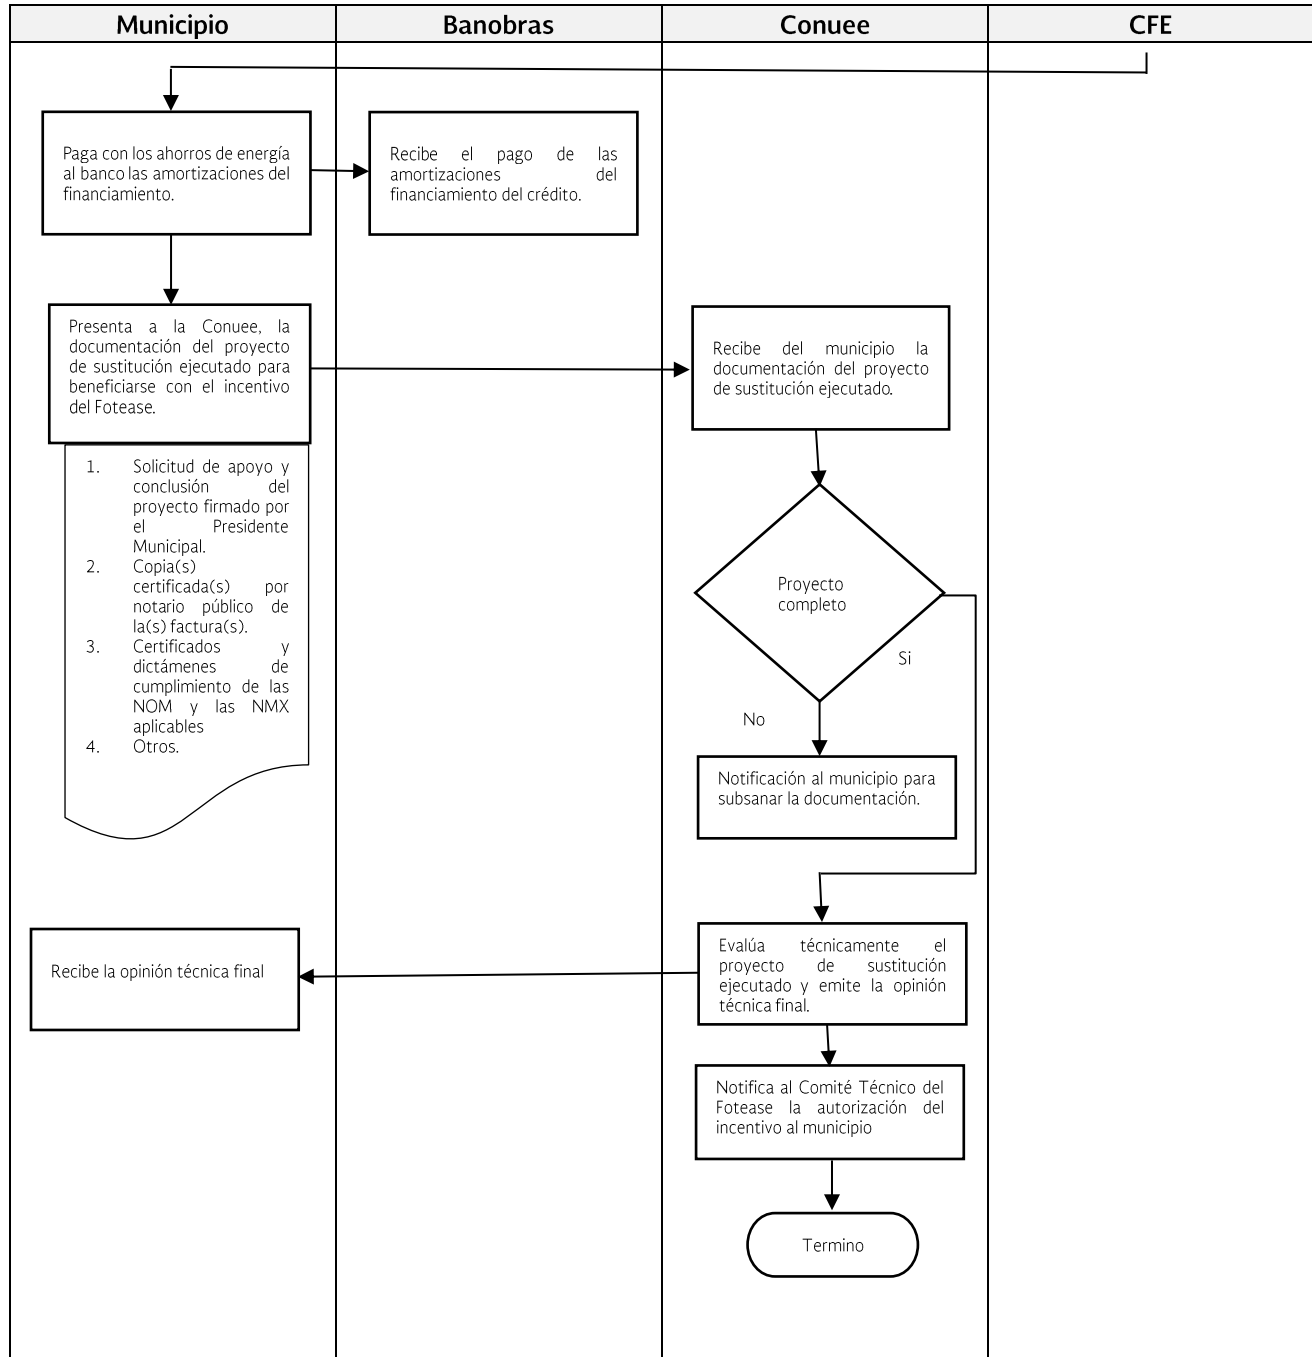 Municipio
Banobras
Conuee
CFE
Paga con los ahorros de energía
al banco las amortizaciones del
financiamiento.
Recibe el pago de las
amortizaciones del
financiamiento del crédito.
Presenta a la Conuee, la
documentación del proyecto
de sustitución ejecutado para
beneficiarse con el incentivo
del Fotease.
Recibe del municipio la
documentación del proyecto
de sustitución ejecutado.
1. Solicitud de apoyo y
conclusión del
proyecto firmado por
el Presidente
Municipal.
2. Copia(s)
certificada(s) por
notario público de
la(s) factura(s).
3. Certificados y
dictámenes de
cumplimiento de las
NOM y las NMX
aplicables
4. Otros.
Proyecto
completo
Si
No
Notificación al municipio para
subsanar la documentación.
Recibe la opinión técnica final
Evalúa técnicamente el
proyecto de sustitución
ejecutado y emite la opinión
técnica final.
Notifica al Comité Técnico del
Fotease la autorización del
incentivo al municipio
Termino